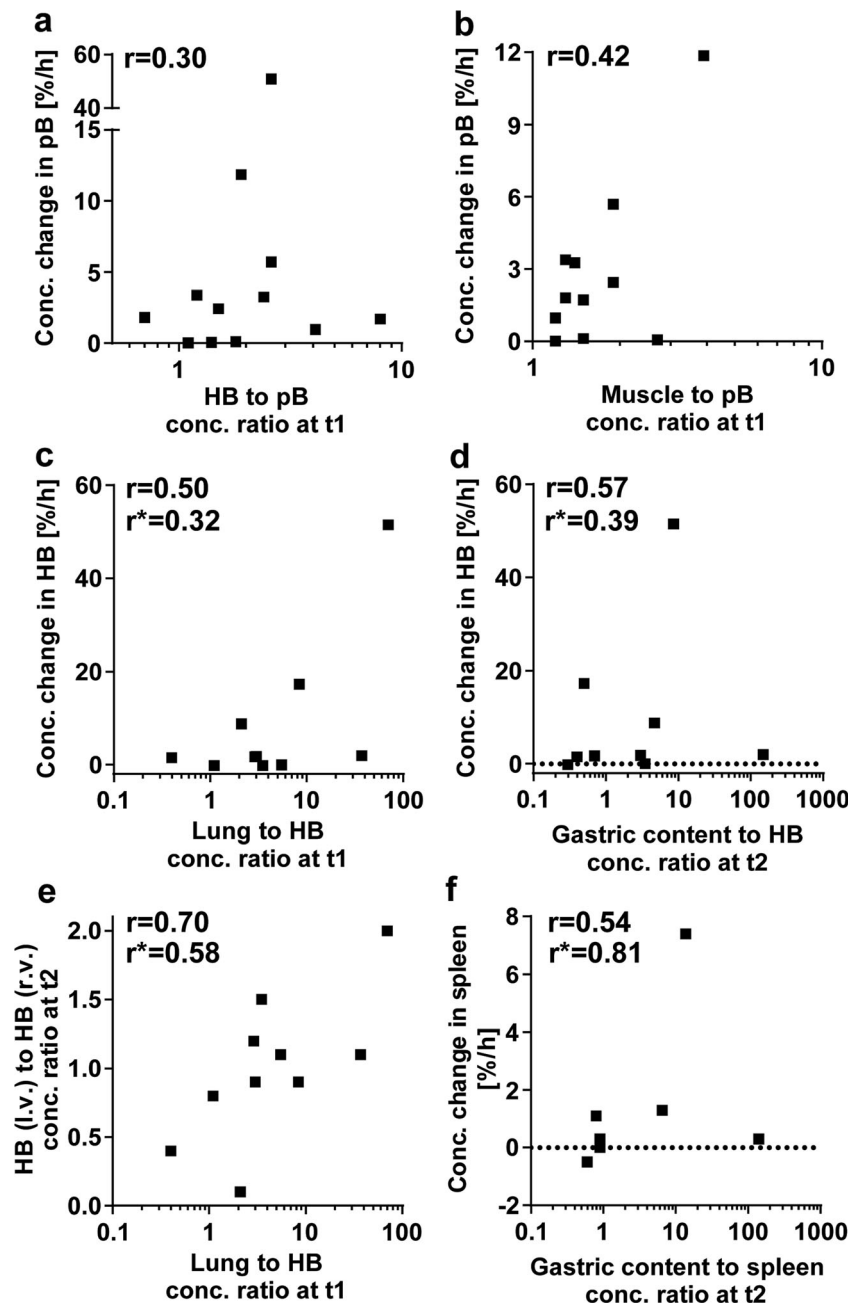 a
r=0.30
Conc. change in pB [%/h]
60
40
15
10
5
0
1
10
HB to pB
conc. ratio at t1
b
r=0.42
Conc. change in pB [%/h]
12
9
6
3
0
1
10
Muscle to pB
conc. ratio at t1
c
r=0.50
r*=0.32
Conc. change in HB [%/h]
60
40
20
0
0.1
1
10
100
Lung to HB
conc. ratio at t1
d
r=0.57
r*=0.39
Conc. change in HB [%/h]
60
40
20
0
0.1
1
10
100
1000
Gastric content to HB
conc. ratio at t2
e
r=0.70
r*=0.58
HB (l.v.) to HB (r.v.)
conc. ratio at t2
2.0
1.5
1.0
0.5
0.0
0.1
1
10
100
Lung to HB
conc. ratio at t1
f
r=0.54
r*=0.81
Conc. change in spleen
[%/h]
8
6
4
2
0
-2
0.1
1
10
100
1000
Gastric content to spleen
conc. ratio at t2